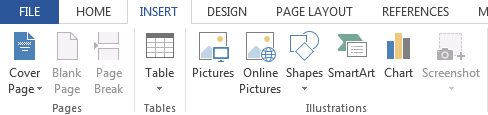 FILE HOME INSERT DESIGN PAGE LAYOUT REFERENCES M
Cover Page
Blank Page
Page Break
Table
Pictures
Online Pictures
Shapes
SmartArt
Chart
Screenshot
Pages Tables Illustrations